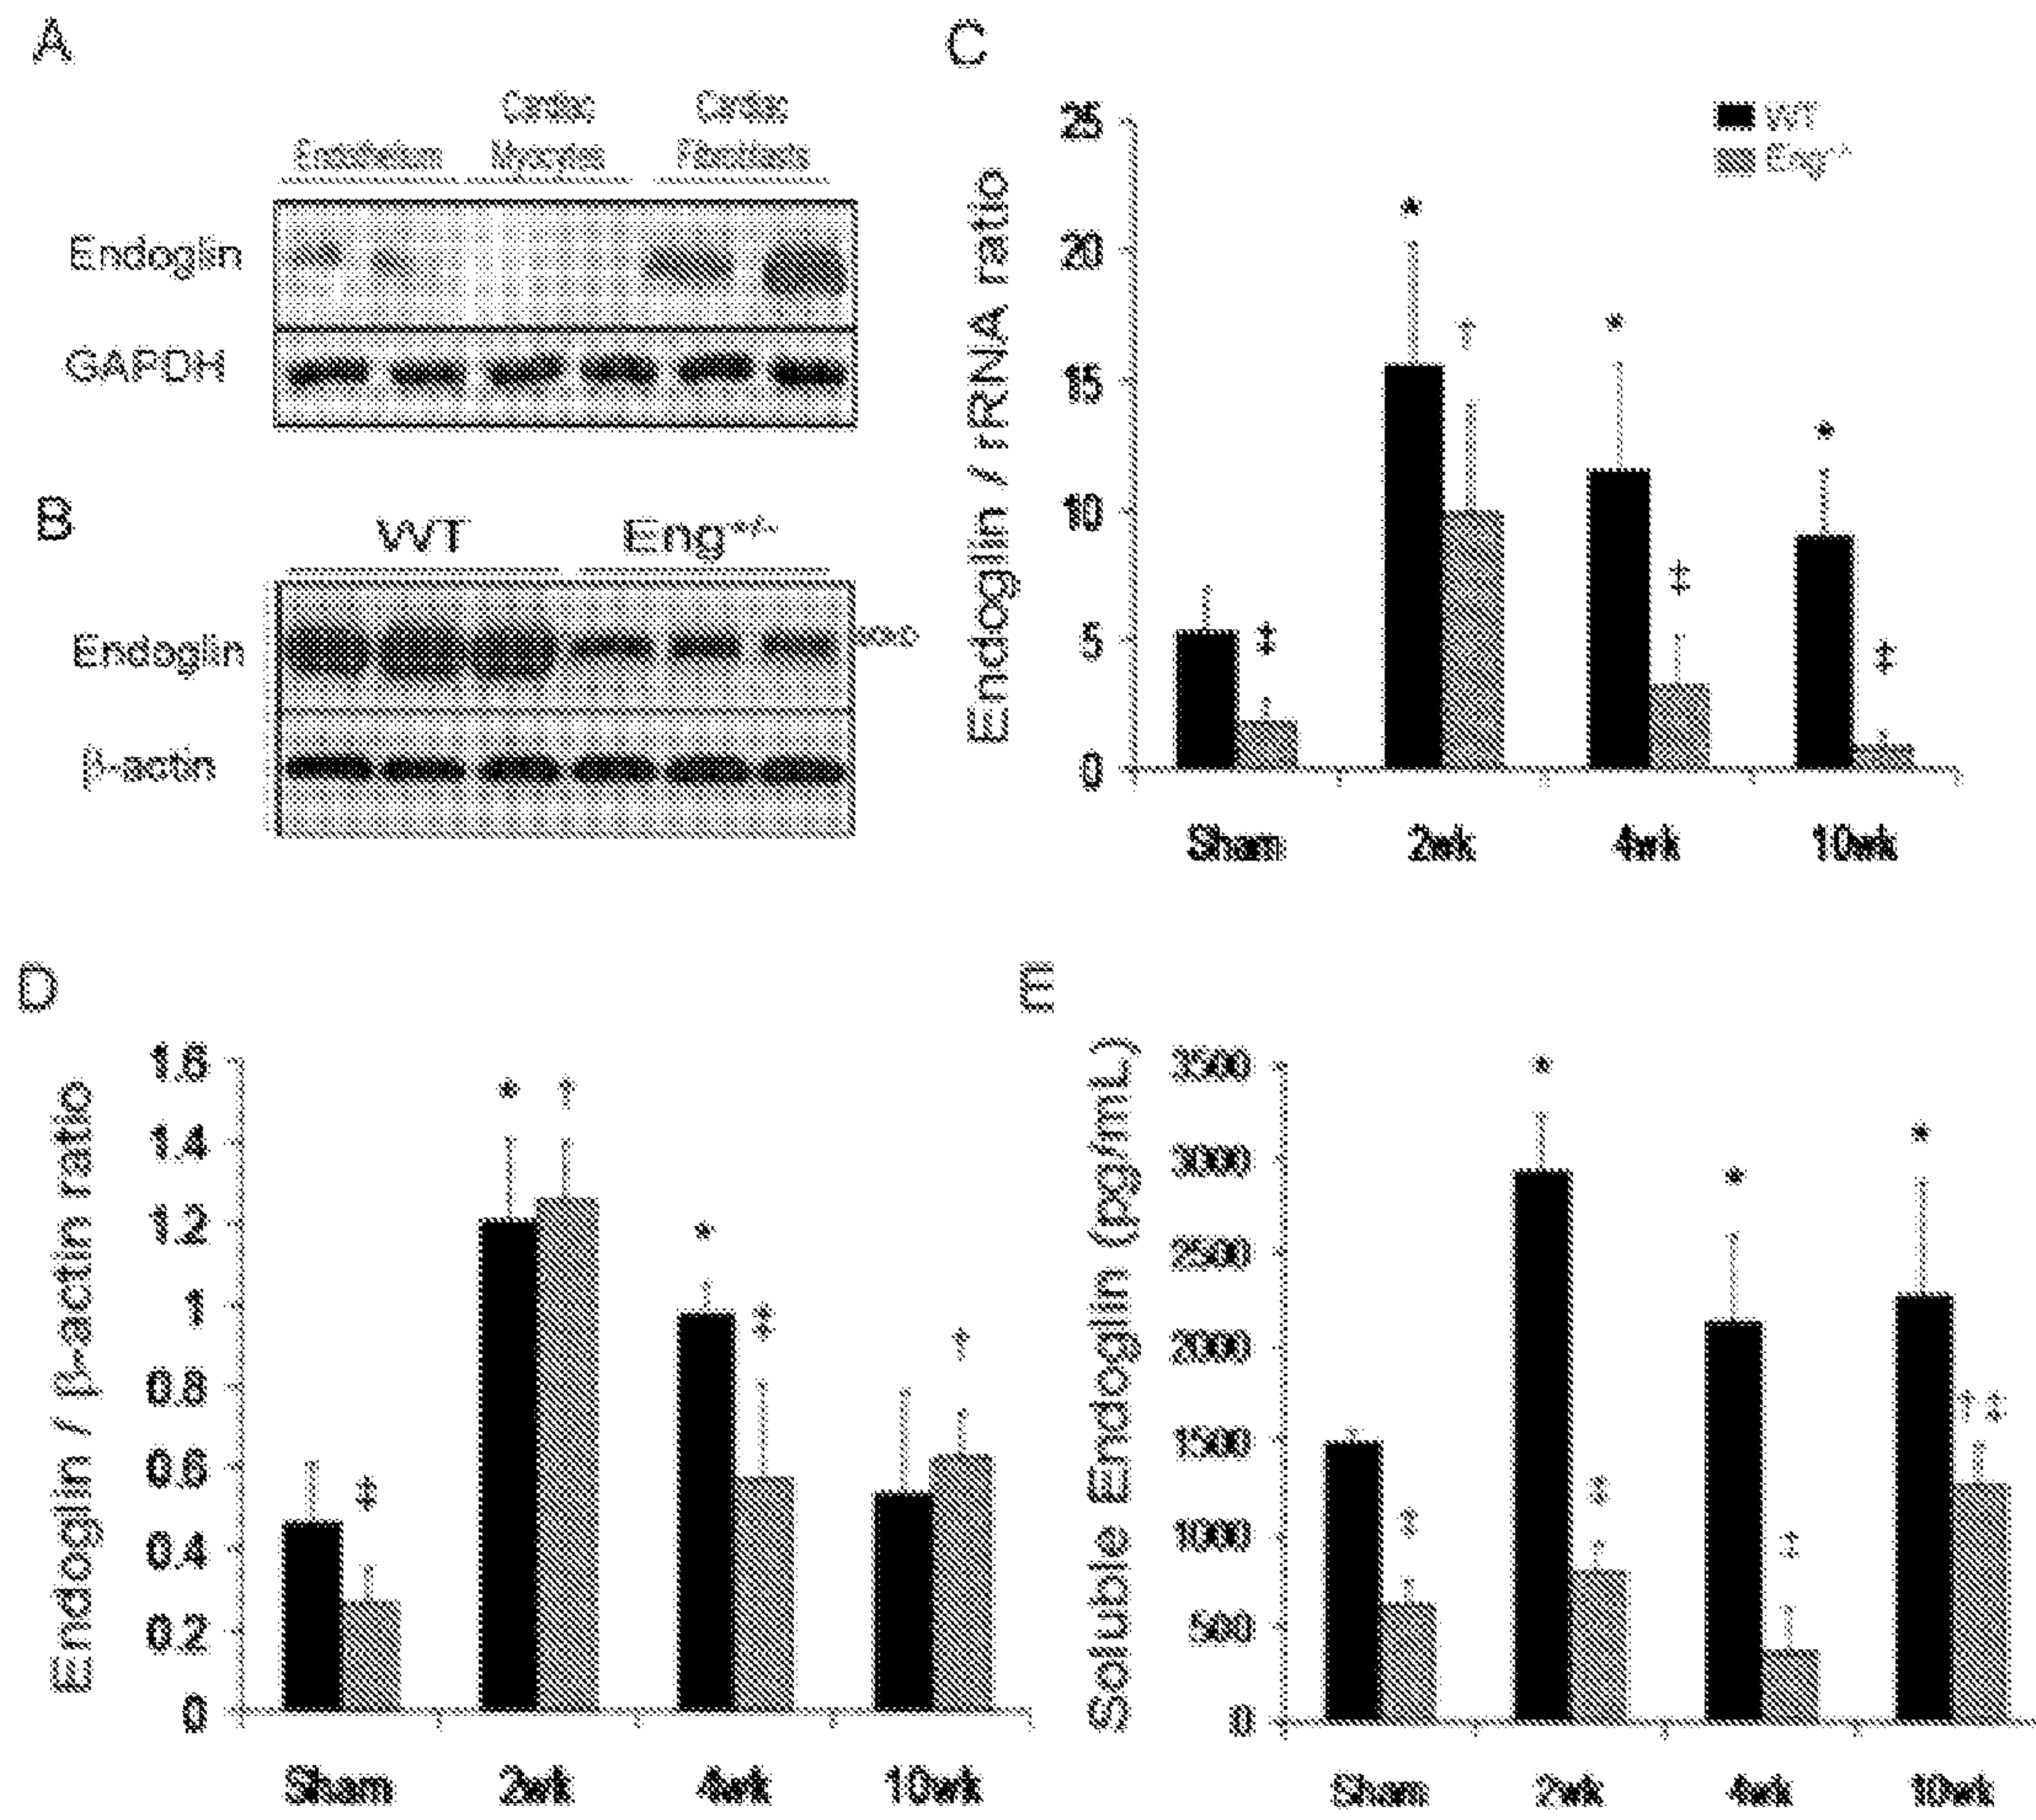 A
Cardiac Cardiac
Endothelium Myocytes Fibroblasts
Endoglin
GAPDH
B
WT Eng+/-
Endoglin
β-actin
C
WT
Eng+/-
Endoglin / rRNA ratio
25
20
15
10
5
0
* † * * ‡ ‡ ‡
Sham 2wk 4wk 10wk
D
Endoglin / β-actin ratio
1.6
1.4
1.2
1
0.8
0.6
0.4
0.2
0
* † * ‡ † ‡
Sham 2wk 4wk 10wk
E
Soluble Endoglin (pg/mL)
3500
3000
2500
2000
1500
1000
500
0
* * * †‡ ‡ ‡ ‡
Sham 2wk 4wk 10wk